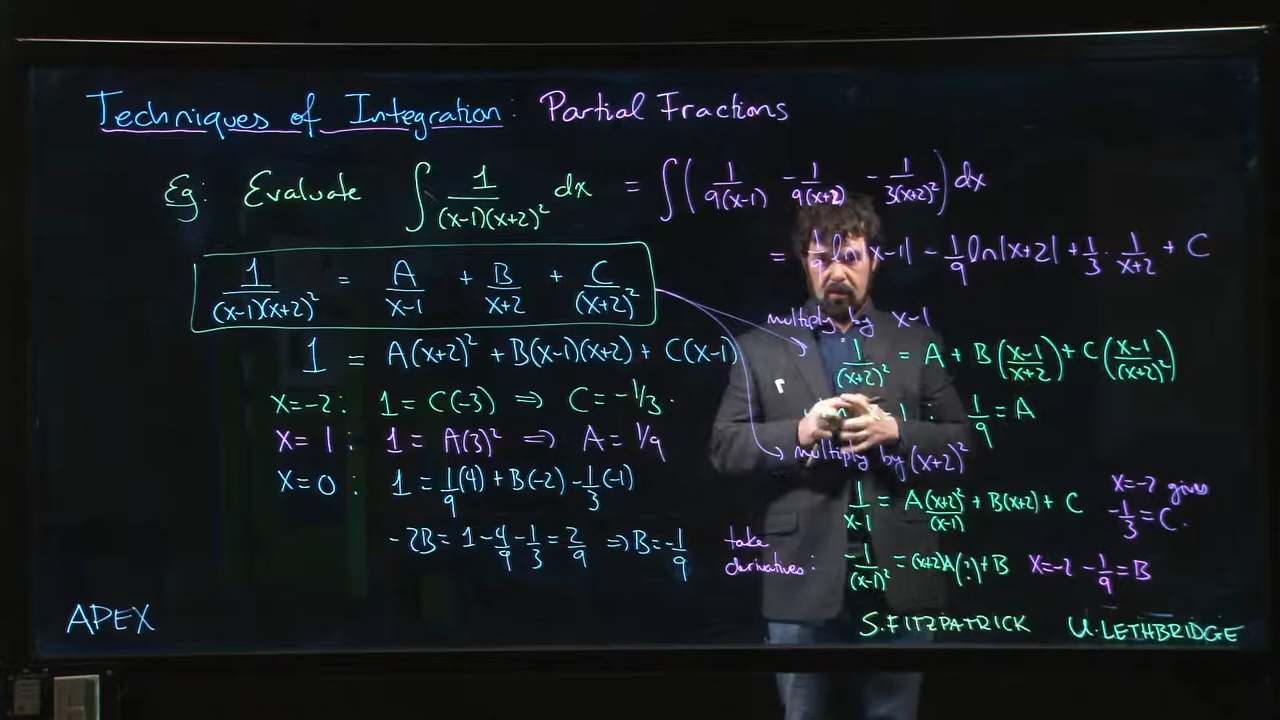 Techniques of Integration: Partial Fractions
Eg: Evaluate ∫ 1/((x-1)(x+2)²) dx = ∫( 1/(9(x-1)) - 1/(9(x+2)) - 1/(3(x+2)²) ) dx
= 1/9 ln|x-1| - 1/9 ln|x+2| + 1/3 · 1/(x+2) + C
1/((x-1)(x+2)²) = A/(x-1) + B/(x+2) + C/(x+2)²
1 = A(x+2)² + B(x-1)(x+2) + C(x-1)
x=-2: 1 = C(-3) ⇒ C = -1/3.
x=1: 1 = A(3)² ⇒ A = 1/9
x=0: 1 = 1/9(4) + B(-2) - 1/3(-1)
-2B = 1 - 4/9 - 1/3 = 2/9 ⇒ B = -1/9
multiply by x-1
1/(x+2)² = A + B((x-1)/(x+2)) + C((x-1)/(x+2)²)
=1: 1/9 = A
multiply by (x+2)²
1/(x-1) = A(x+2)²/(x-1) + B(x+2) + C
x=-2 gives
-1/3 = C.
take
derivatives: -1/(x-1)² = (x+2)A(?) + B x=-2 -1/9 = B
APEX
S.FITZPATRICK U.LETHBRIDGE